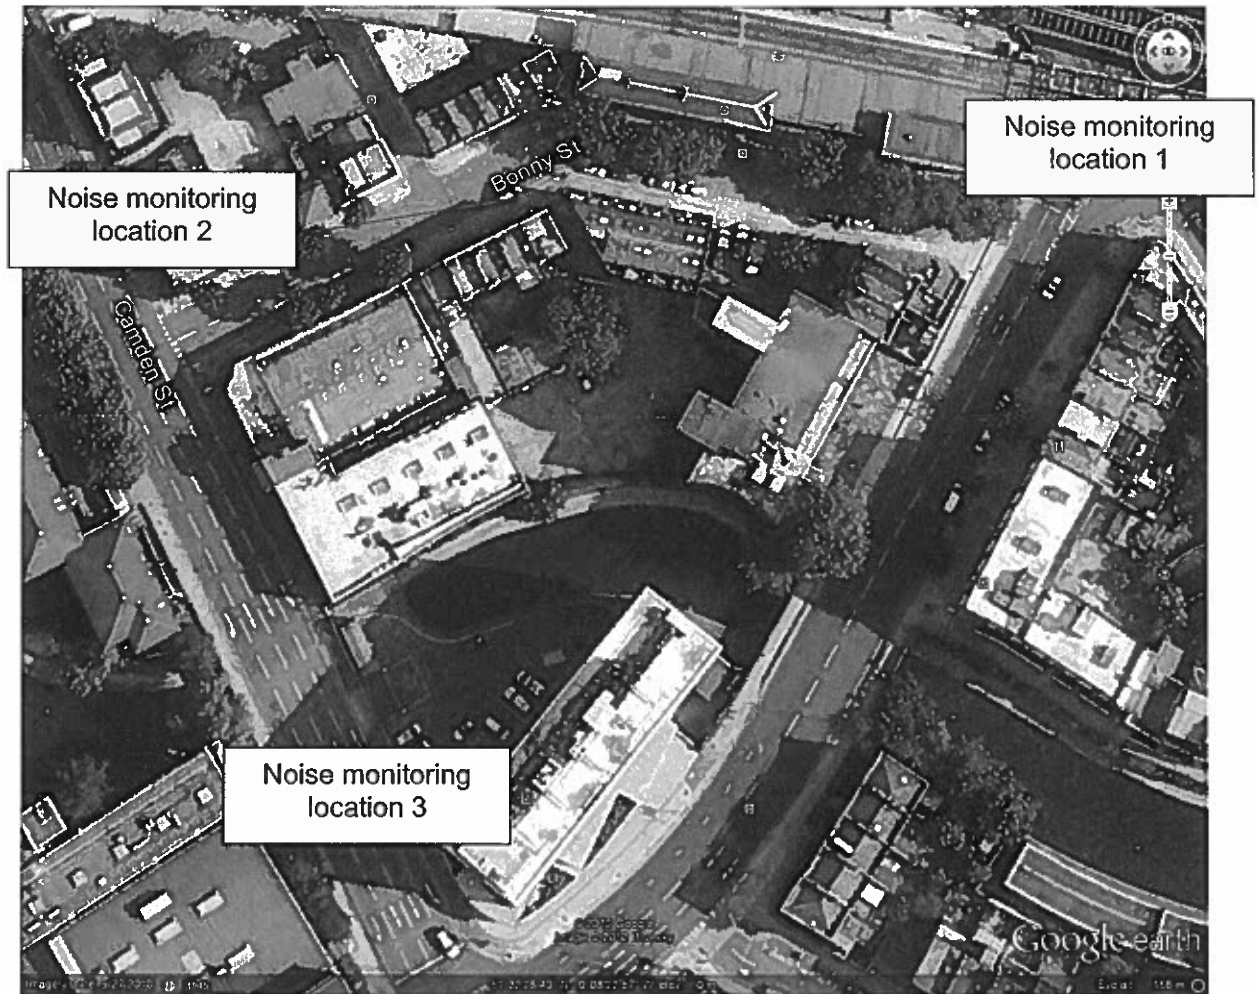 Noise monitoring
location 1
Noise monitoring
location 2
Bonny St
Camden St
Noise monitoring
location 3
Google earth